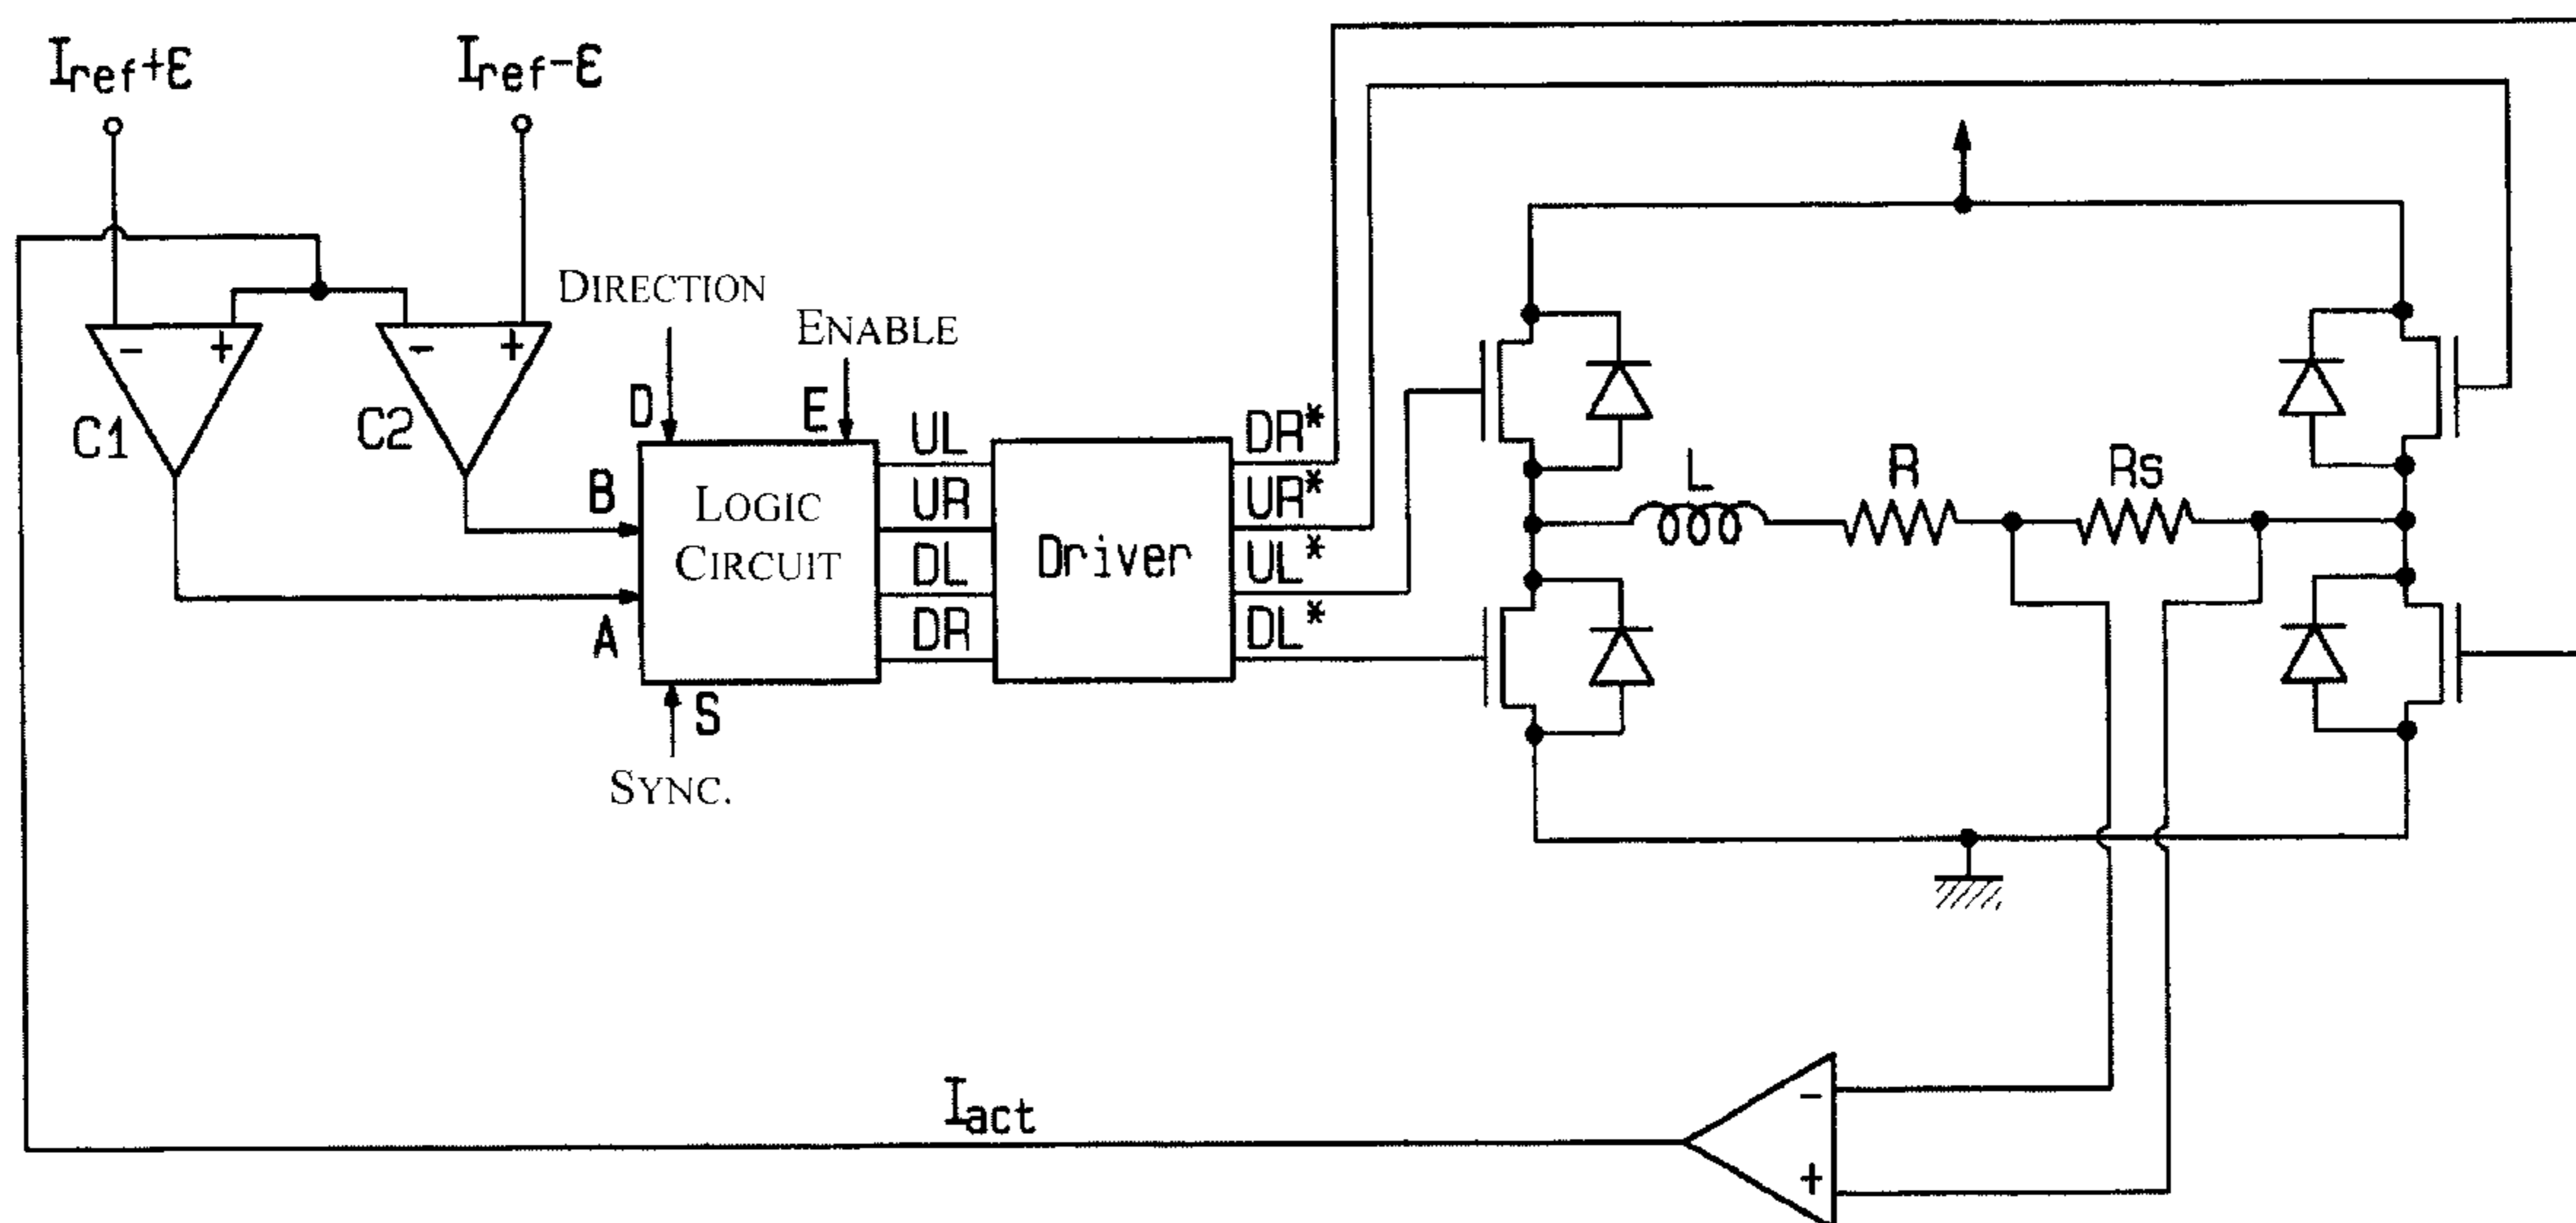 Iref+ε
Iref-ε
- +
- +
C1
C2
DIRECTION
ENABLE
D
E
B
A
S
LOGIC
CIRCUIT
SYNC.
UL
UR
DL
DR
Driver
DR*
UR*
UL*
DL*
L
R
Rs
Iact
-
+